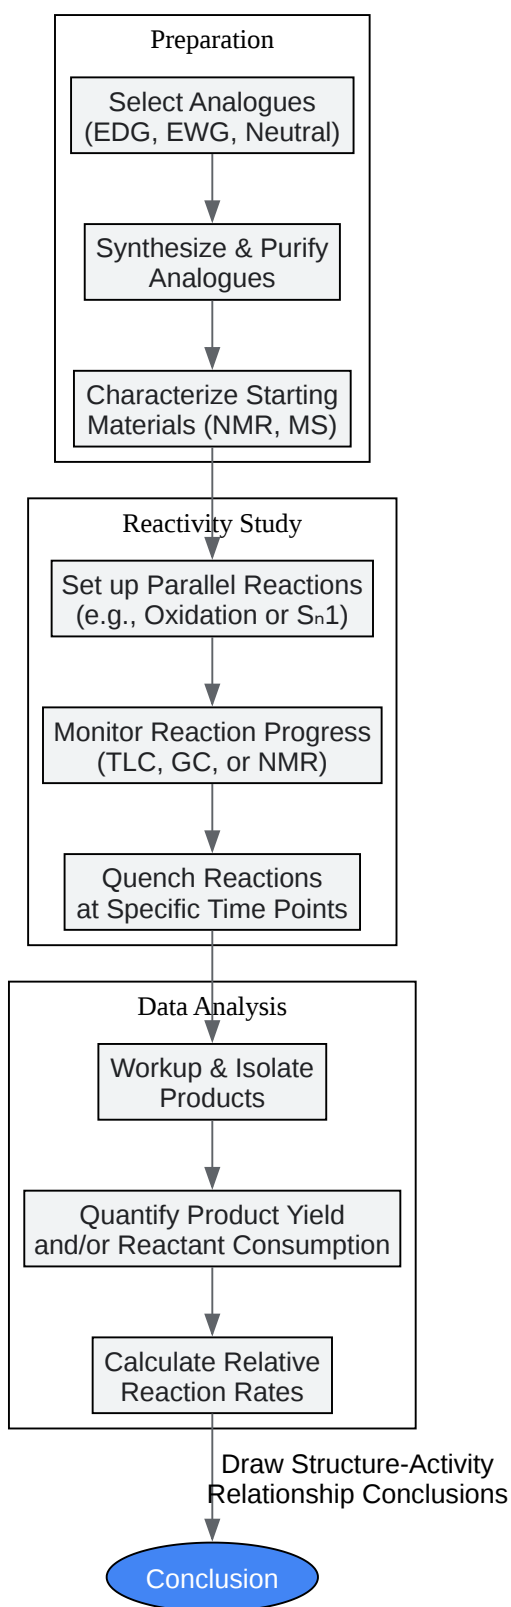 Preparation
Select Analogues
(EDG, EWG, Neutral)
Synthesize & Purify
Analogues
Characterize Starting
Materials (NMR, MS)
Reactivity Study
Set up Parallel Reactions
(e.g., Oxidation or Sₙ1)
Monitor Reaction Progress
(TLC, GC, or NMR)
Quench Reactions
at Specific Time Points
Data Analysis
Workup & Isolate
Products
Quantify Product Yield
and/or Reactant Consumption
Calculate Relative
Reaction Rates
Draw Structure-Activity
Relationship Conclusions
Conclusion